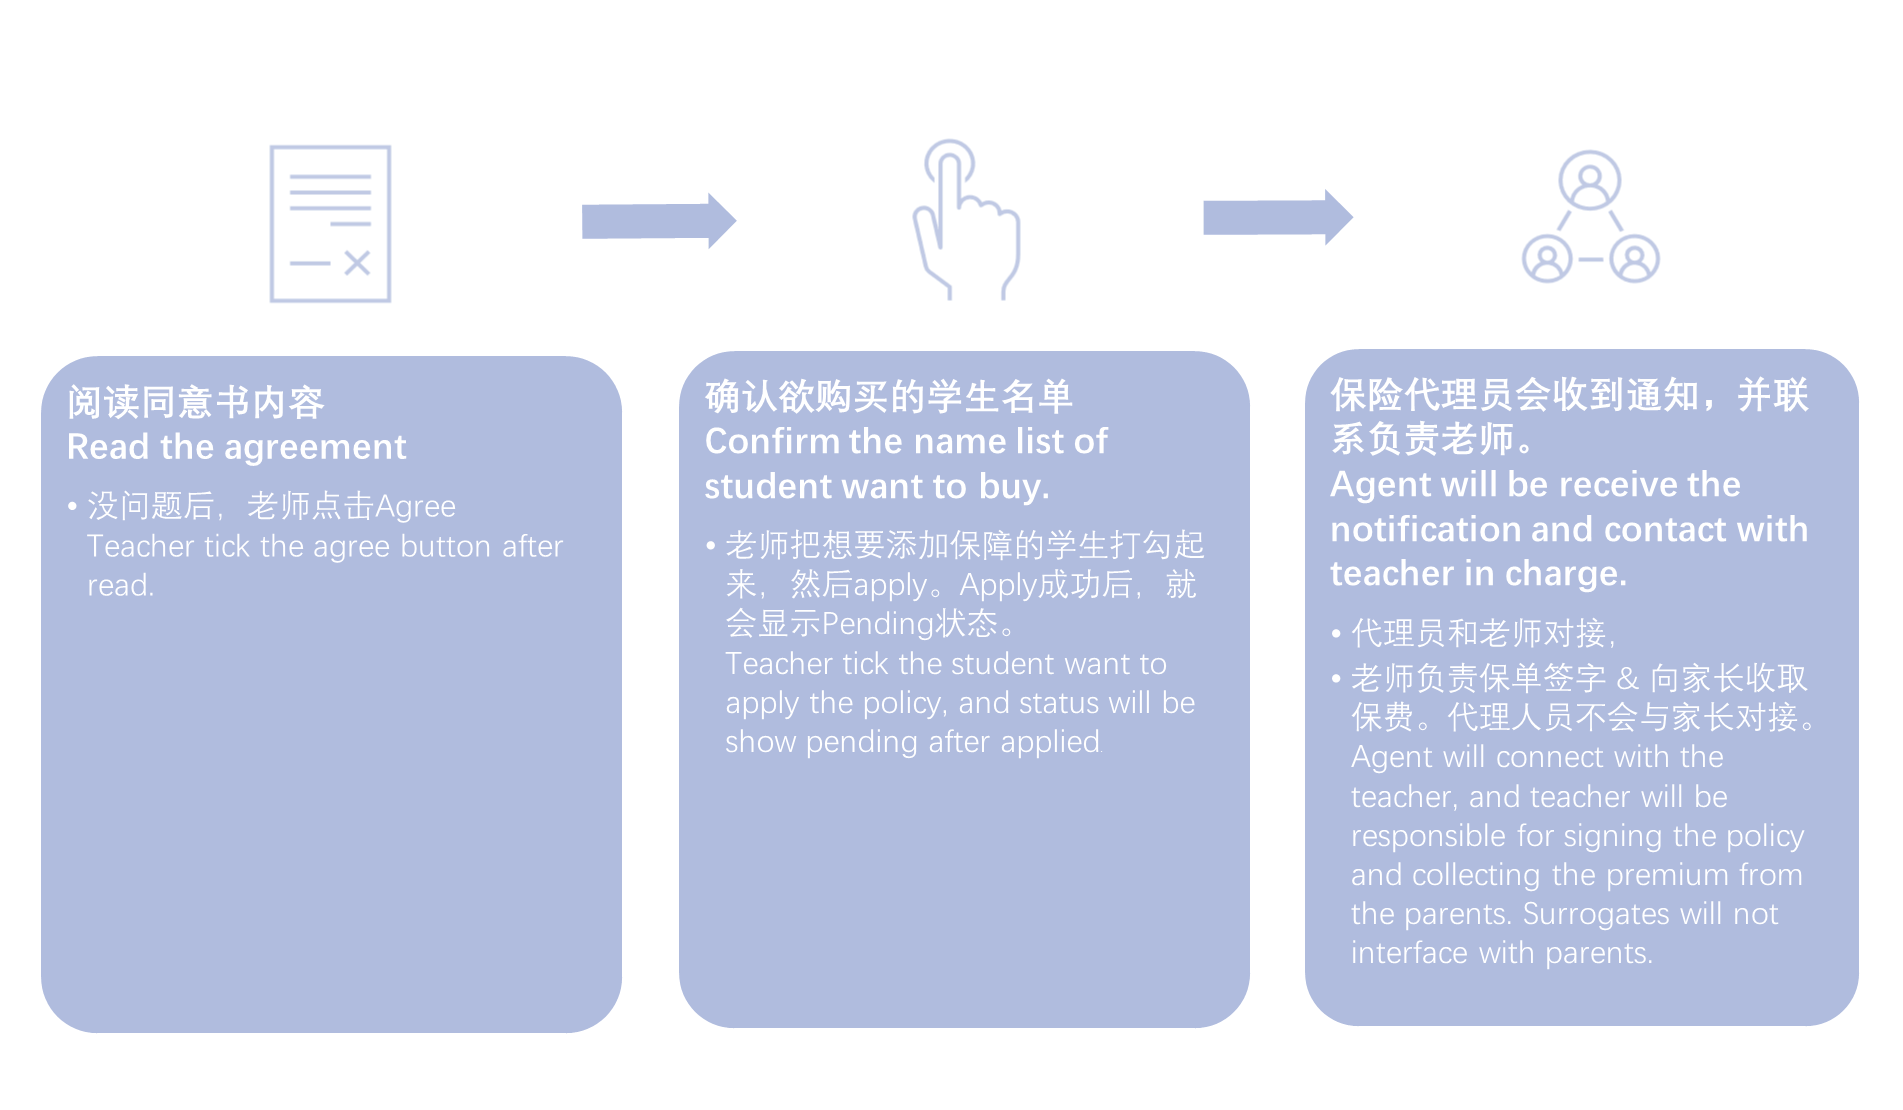 阅读同意书内容
Read the agreement
• 没问题后，老师点击Agree
Teacher tick the agree button after
read.
确认欲购买的学生名单
Confirm the name list of
student want to buy.
• 老师把想要添加保障的学生打勾起
来，然后apply。Apply成功后，就
会显示Pending状态。
Teacher tick the student want to
apply the policy, and status will be
show pending after applied.
保险代理员会收到通知，并联
系负责老师。
Agent will be receive the
notification and contact with
teacher in charge.
• 代理员和老师对接，
• 老师负责保单签字 & 向家长收取
保费。代理人员不会与家长对接。
Agent will connect with the
teacher, and teacher will be
responsible for signing the policy
and collecting the premium from
the parents. Surrogates will not
interface with parents.